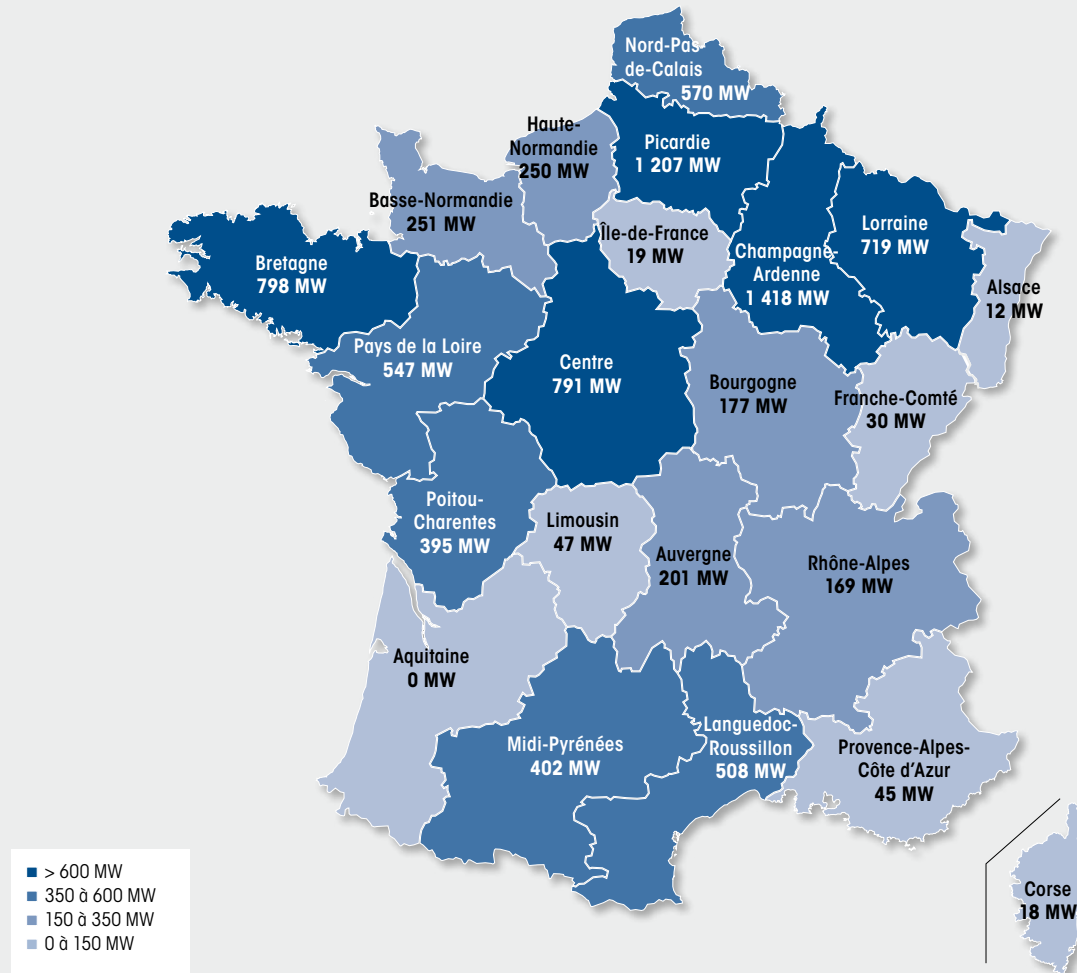 Nord-Pas-
de-Calais
570 MW
Haute-
Normandie
250 MW
Picardie
1 207 MW
Basse-Normandie
251 MW
Île-de-France
19 MW
Champagne-
Ardenne
1 418 MW
Lorraine
719 MW
Alsace
12 MW
Bretagne
798 MW
Pays de la Loire
547 MW
Centre
791 MW
Bourgogne
177 MW
Franche-Comté
30 MW
Poitou-
Charentes
395 MW
Limousin
47 MW
Auvergne
201 MW
Rhône-Alpes
169 MW
Aquitaine
0 MW
Midi-Pyrénées
402 MW
Languedoc-
Roussillon
508 MW
Provence-Alpes-
Côte d'Azur
45 MW
Corse
18 MW
> 600 MW
350 à 600 MW
150 à 350 MW
0 à 150 MW